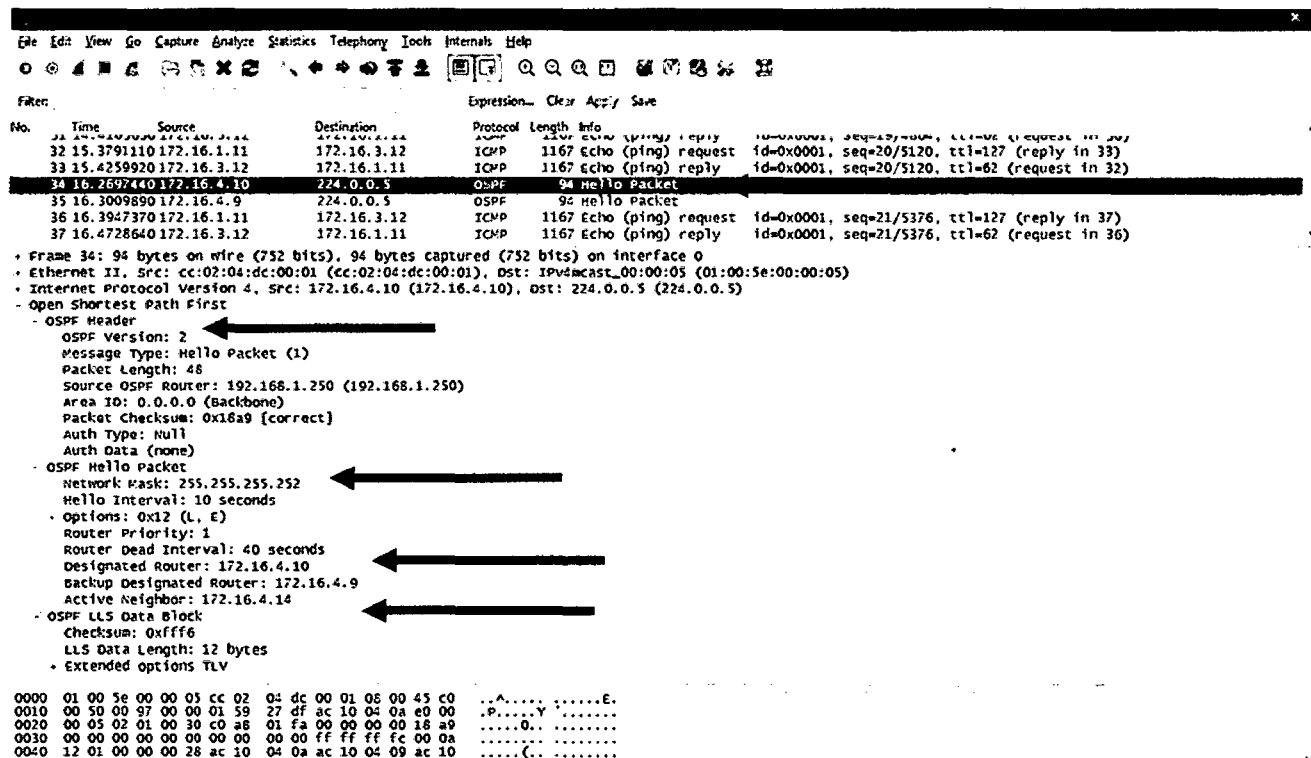 File Edit View Go Capture Analyze Statistics Telephony Tools Internals Help
Filter: Expression... Clear Apply Save
No. Time Source Destination Protocol Length Info
32 15.3791110 172.16.1.11 172.16.3.12 ICMP 1167 Echo (ping) request id=0x0001, seq=20/5120, ttl=127 (reply in 33)
33 15.4259920 172.16.3.12 172.16.1.11 ICMP 1167 Echo (ping) reply id=0x0001, seq=20/5120, ttl=62 (request in 32)
34 16.2697440 172.16.4.10 224.0.0.5 OSPF 94 Hello Packet
35 16.3009890 172.16.4.9 224.0.0.5 OSPF 94 Hello Packet
36 16.3947370 172.16.1.11 172.16.3.12 ICMP 1167 Echo (ping) request id=0x0001, seq=21/5376, ttl=127 (reply in 37)
37 16.4728640 172.16.3.12 172.16.1.11 ICMP 1167 Echo (ping) reply id=0x0001, seq=21/5376, ttl=62 (request in 36)
+ Frame 34: 94 bytes on wire (752 bits), 94 bytes captured (752 bits) on interface 0
+ Ethernet II, Src: cc:02:04:dc:00:01 (cc:02:04:dc:00:01), Dst: IPv4mcast_00:00:05 (01:00:5e:00:00:05)
+ Internet Protocol Version 4, Src: 172.16.4.10 (172.16.4.10), Dst: 224.0.0.5 (224.0.0.5)
- Open Shortest Path First
- OSPF Header
OSPF Version: 2
Message Type: Hello Packet (1)
Packet Length: 48
Source OSPF Router: 192.168.1.250 (192.168.1.250)
Area ID: 0.0.0.0 (Backbone)
Packet Checksum: 0x18a9 [correct]
Auth Type: Null
Auth Data (none)
- OSPF Hello Packet
Network Mask: 255.255.255.252
Hello Interval: 10 seconds
+ Options: 0x12 (L, E)
Router Priority: 1
Router Dead Interval: 40 seconds
Designated Router: 172.16.4.10
Backup Designated Router: 172.16.4.9
Active Neighbor: 172.16.4.14
- OSPF LLS Data Block
Checksum: 0xfff6
LLS Data Length: 12 bytes
+ Extended options TLV
0000 01 00 5e 00 00 05 cc 02 04 dc 00 01 08 00 45 c0 ..^..... ......E.
0010 00 50 00 97 00 00 01 59 27 df ac 10 04 0a e0 00 .P.....Y '.......
0020 00 05 02 01 00 30 c0 a8 01 fa 00 00 00 00 18 a9 .....0.. ........
0030 00 00 00 00 00 00 00 00 00 00 ff ff ff fc 00 0a ........ ........
0040 12 01 00 00 00 28 ac 10 04 0a ac 10 04 09 ac 10 .....(.. ........